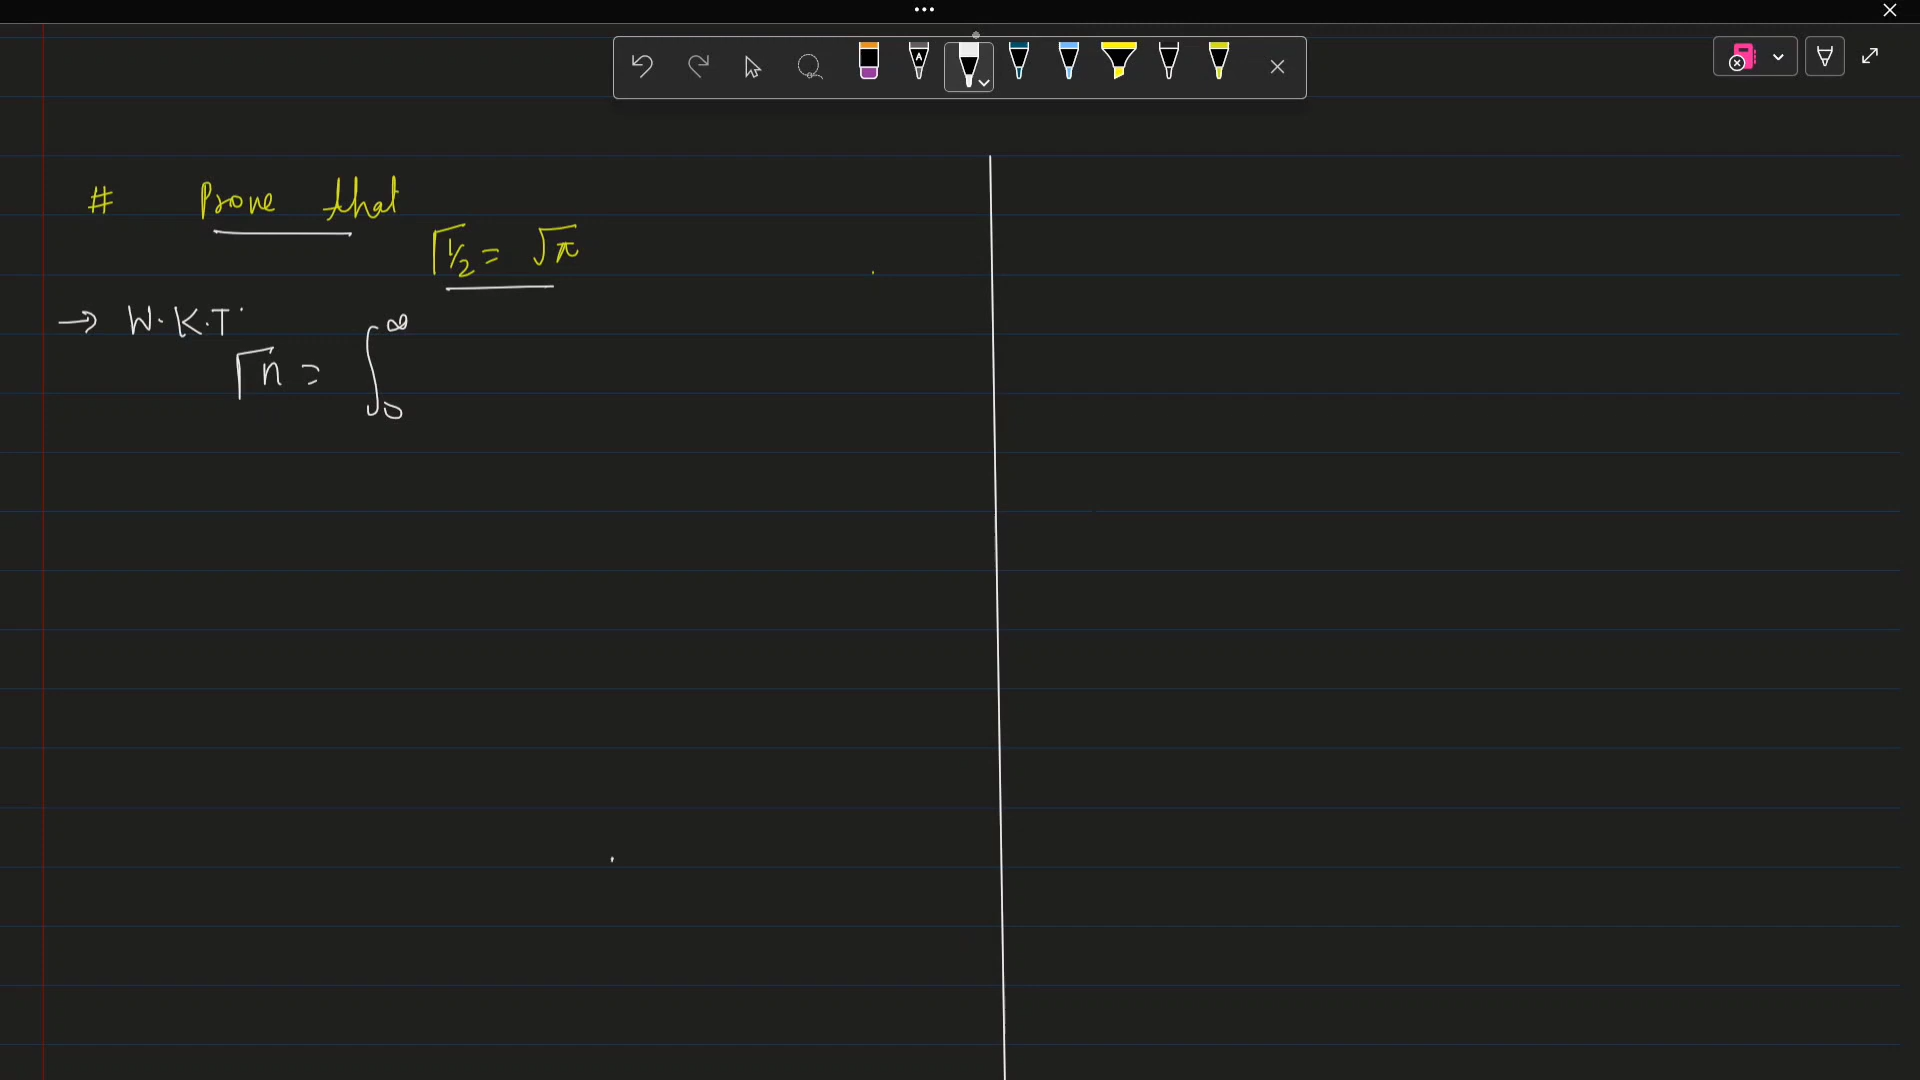 # Prove that
Γ1/2 = √π
→ W.K.T.
Γn = ∫₀^∞